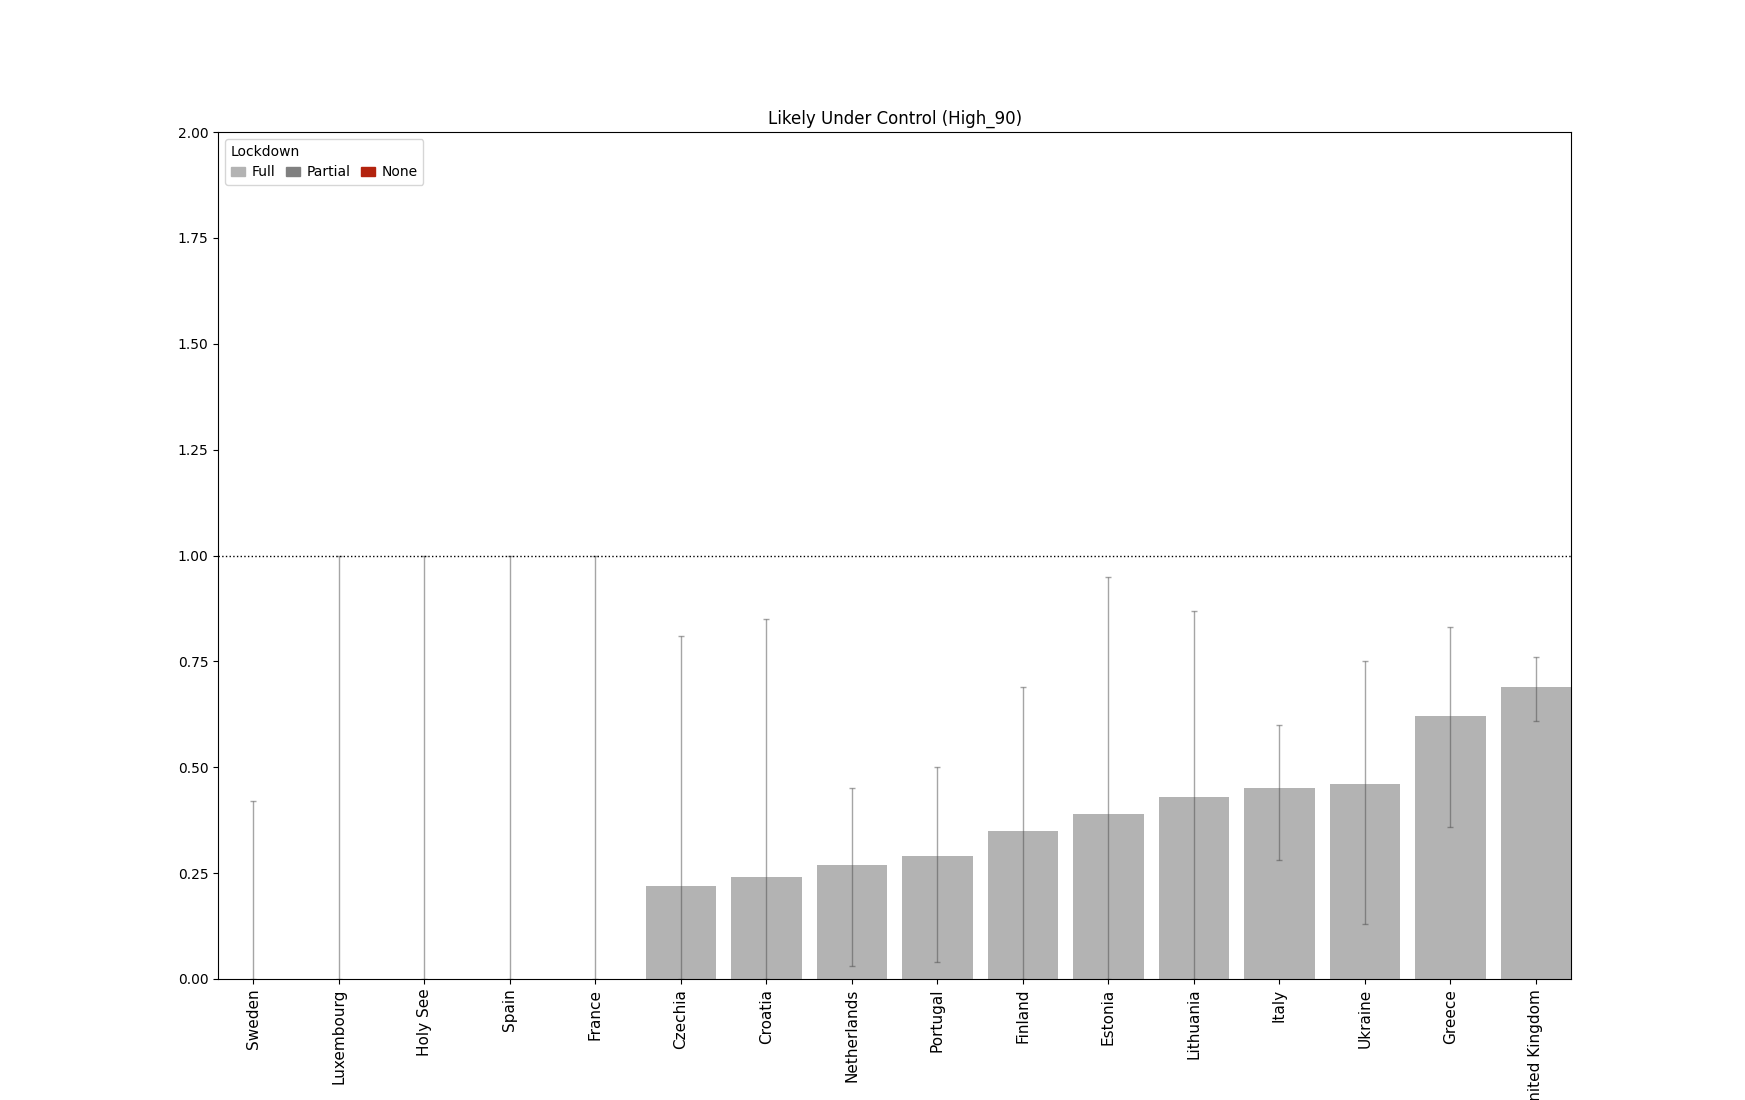 Likely Under Control (High_90)
Lockdown
Full Partial None
2.00
1.75
1.50
1.25
1.00
0.75
0.50
0.25
0.00
Sweden
Luxembourg
Holy See
Spain
France
Czechia
Croatia
Netherlands
Portugal
Finland
Estonia
Lithuania
Italy
Ukraine
Greece
nited Kingdom